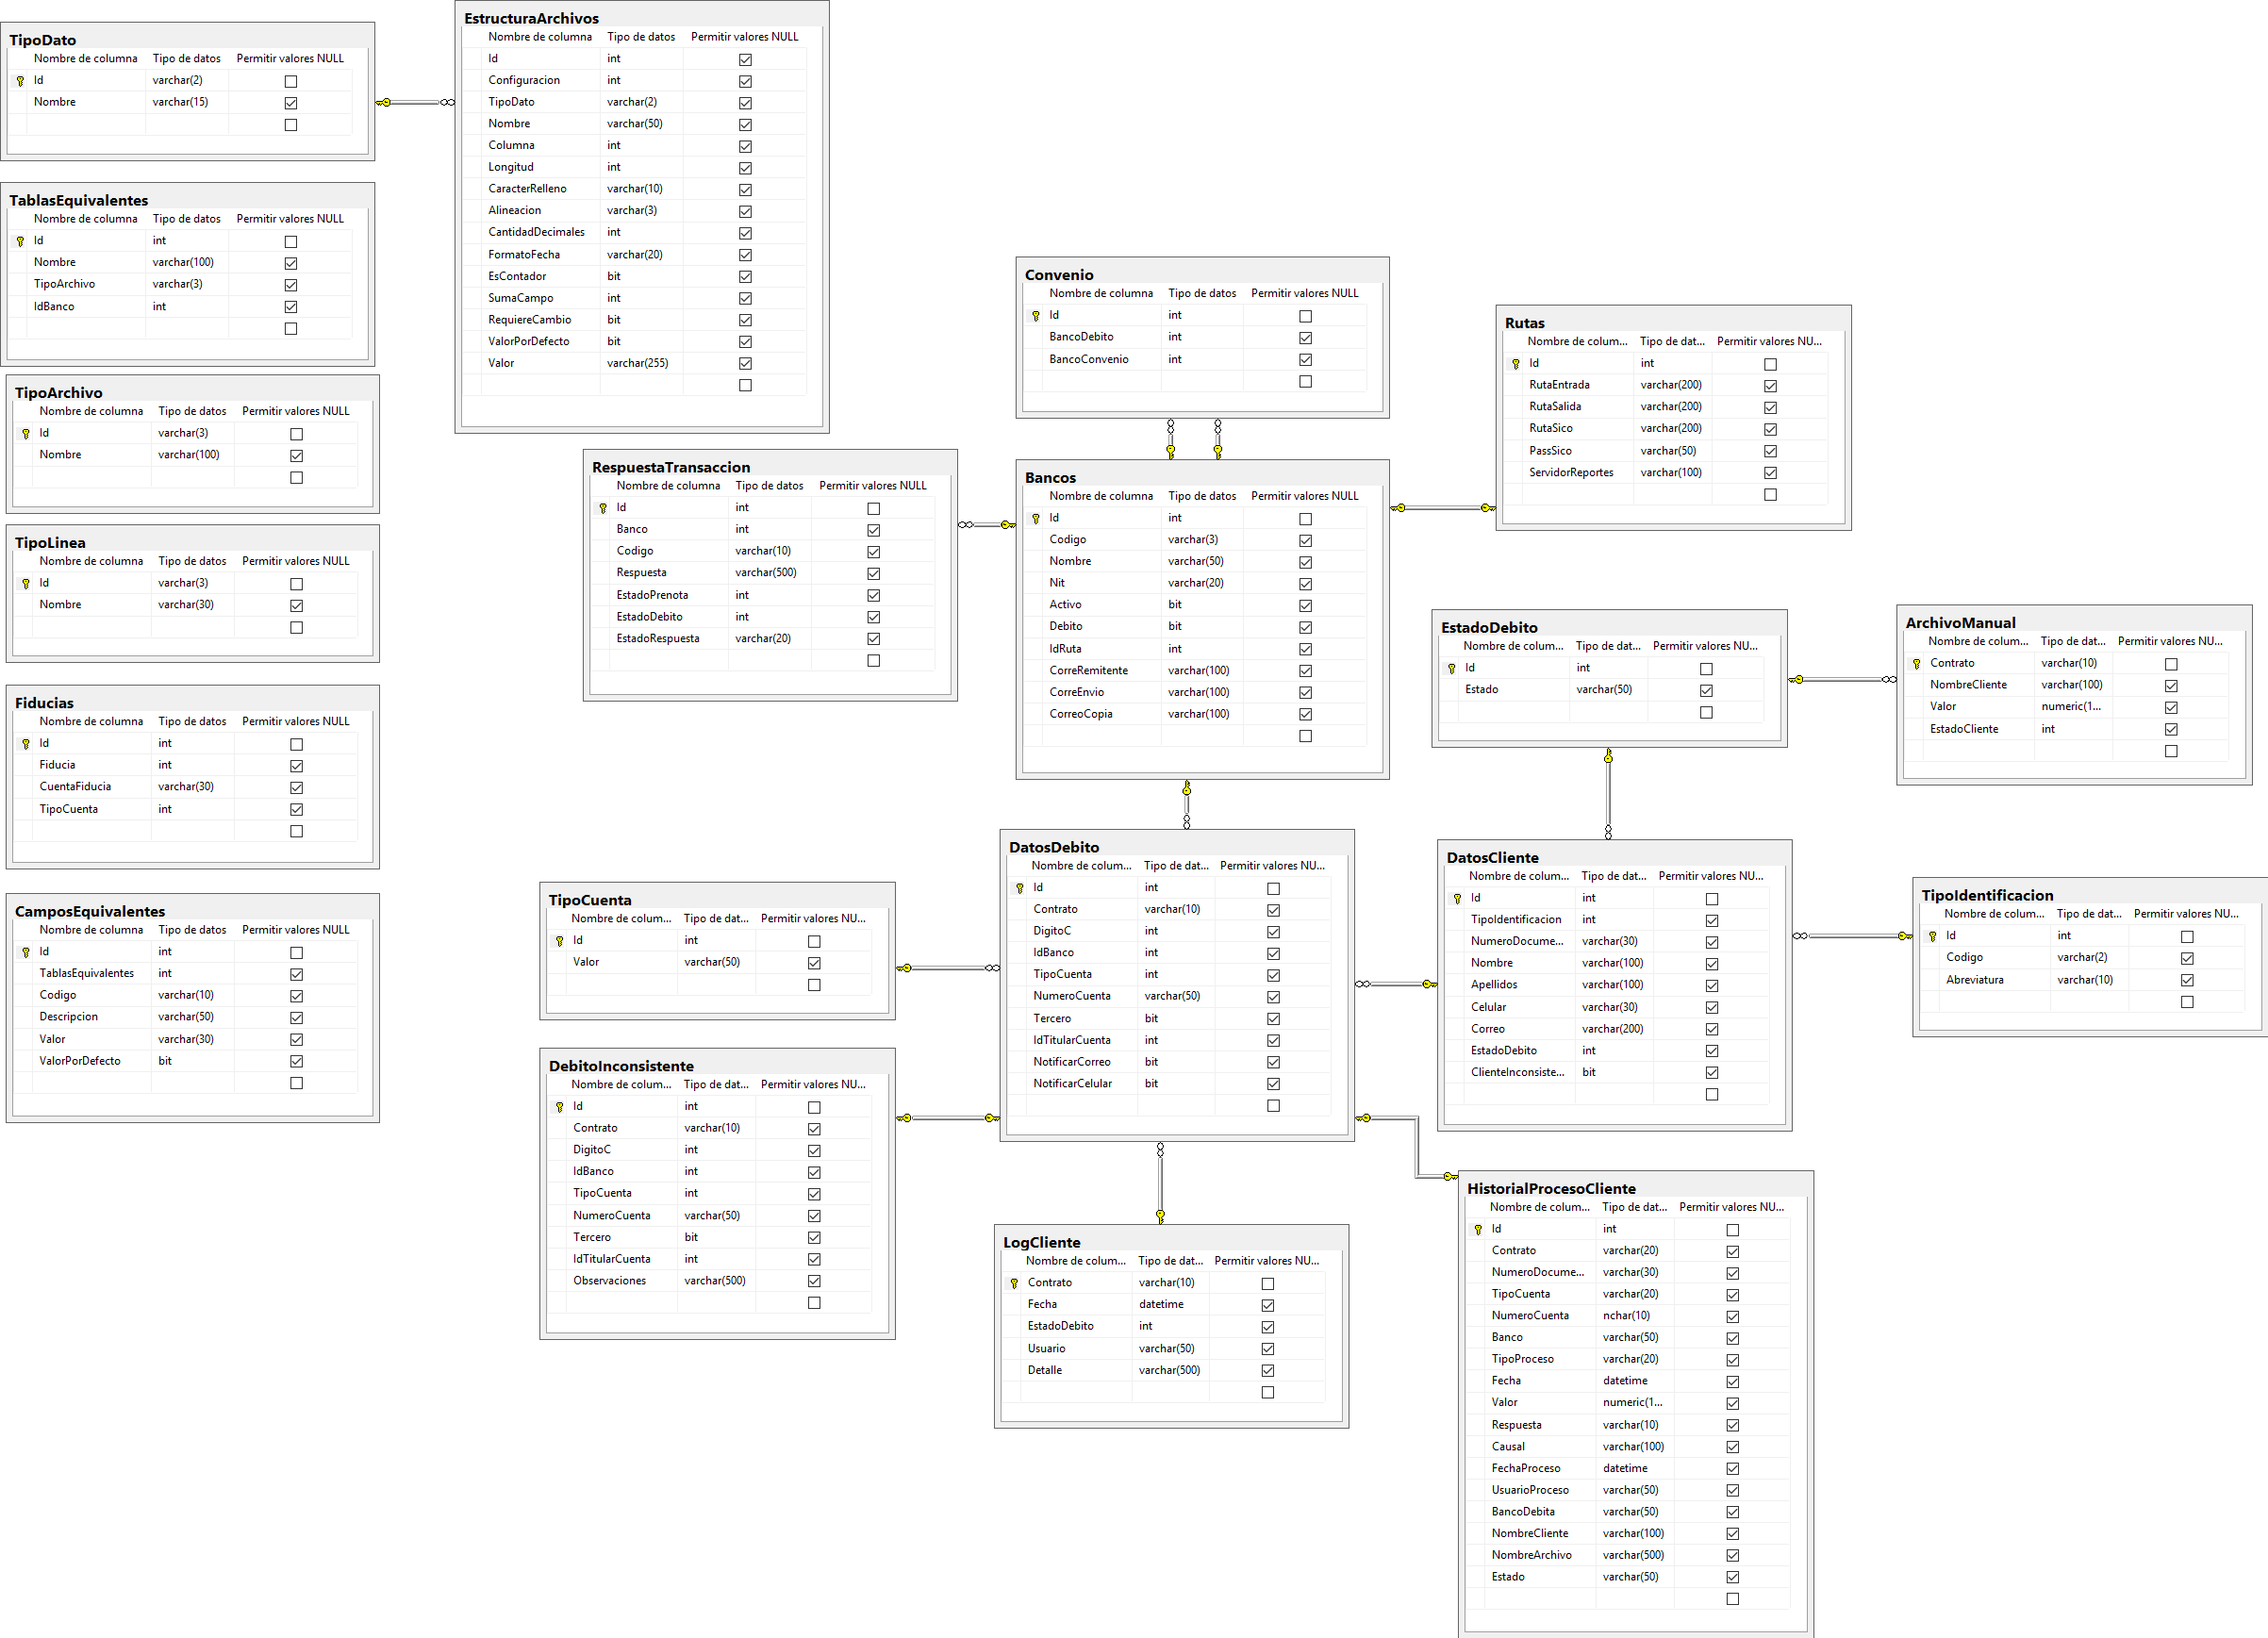 TipoDato
Nombre de columna Tipo de datos Permitir valores NULL
Id varchar(2)
Nombre varchar(15)
TablasEquivalentes
Nombre de columna Tipo de datos Permitir valores NULL
Id int
Nombre varchar(100)
TipoArchivo varchar(3)
IdBanco int
TipoArchivo
Nombre de columna Tipo de datos Permitir valores NULL
Id varchar(3)
Nombre varchar(100)
TipoLinea
Nombre de columna Tipo de datos Permitir valores NULL
Id varchar(3)
Nombre varchar(30)
Fiducias
Nombre de columna Tipo de datos Permitir valores NULL
Id int
Fiducia int
CuentaFiducia varchar(30)
TipoCuenta int
CamposEquivalentes
Nombre de columna Tipo de datos Permitir valores NULL
Id int
TablasEquivalentes int
Codigo varchar(10)
Descripcion varchar(50)
Valor varchar(30)
ValorPorDefecto bit
EstructuraArchivos
Nombre de columna Tipo de datos Permitir valores NULL
Id int
Configuracion int
TipoDato varchar(2)
Nombre varchar(50)
Columna int
Longitud int
CaracterRelleno varchar(10)
Alineacion varchar(3)
CantidadDecimales int
FormatoFecha varchar(20)
EsContador bit
SumaCampo int
RequiereCambio bit
ValorPorDefecto bit
Valor varchar(255)
RespuestaTransaccion
Nombre de columna Tipo de datos Permitir valores NULL
Id int
Banco int
Codigo varchar(10)
Respuesta varchar(500)
EstadoPrenota int
EstadoDebito int
EstadoRespuesta varchar(20)
Convenio
Nombre de columna Tipo de datos Permitir valores NULL
Id int
BancoDebito int
BancoConvenio int
Bancos
Nombre de columna Tipo de datos Permitir valores NULL
Id int
Codigo varchar(3)
Nombre varchar(50)
Nit varchar(20)
Activo bit
Debito bit
IdRuta int
CorreRemitente varchar(100)
CorreEnvio varchar(100)
CorreoCopia varchar(100)
Rutas
Nombre de colum... Tipo de dat... Permitir valores NU...
Id int
RutaEntrada varchar(200)
RutaSalida varchar(200)
RutaSico varchar(200)
PassSico varchar(50)
ServidorReportes varchar(100)
EstadoDebito
Nombre de colum... Tipo de dat... Permitir valores NU...
Id int
Estado varchar(50)
ArchivoManual
Nombre de colum... Tipo de dat... Permitir valores NU...
Contrato varchar(10)
NombreCliente varchar(100)
Valor numeric(1...
EstadoCliente int
TipoCuenta
Nombre de colum... Tipo de dat... Permitir valores NU...
Id int
Valor varchar(50)
DebitoInconsistente
Nombre de colum... Tipo de dat... Permitir valores NU...
Id int
Contrato varchar(10)
DigitoC int
IdBanco int
TipoCuenta int
NumeroCuenta varchar(50)
Tercero bit
IdTitularCuenta int
Observaciones varchar(500)
DatosDebito
Nombre de colum... Tipo de dat... Permitir valores NU...
Id int
Contrato varchar(10)
DigitoC int
IdBanco int
TipoCuenta int
NumeroCuenta varchar(50)
Tercero bit
IdTitularCuenta int
NotificarCorreo bit
NotificarCelular bit
LogCliente
Nombre de colum... Tipo de dat... Permitir valores NU...
Contrato varchar(10)
Fecha datetime
EstadoDebito int
Usuario varchar(50)
Detalle varchar(500)
DatosCliente
Nombre de colum... Tipo de dat... Permitir valores NU...
Id int
TipoIdentificacion int
NumeroDocume... varchar(30)
Nombre varchar(100)
Apellidos varchar(100)
Celular varchar(30)
Correo varchar(200)
EstadoDebito int
ClienteInconsiste... bit
TipoIdentificacion
Nombre de colum... Tipo de dat... Permitir valores NU...
Id int
Codigo varchar(2)
Abreviatura varchar(10)
HistorialProcesoCliente
Nombre de colum... Tipo de dat... Permitir valores NU...
Id int
Contrato varchar(20)
NumeroDocume... varchar(30)
TipoCuenta varchar(20)
NumeroCuenta nchar(10)
Banco varchar(50)
TipoProceso varchar(20)
Fecha datetime
Valor numeric(1...
Respuesta varchar(10)
Causal varchar(100)
FechaProceso datetime
UsuarioProceso varchar(50)
BancoDebita varchar(50)
NombreCliente varchar(100)
NombreArchivo varchar(500)
Estado varchar(50)